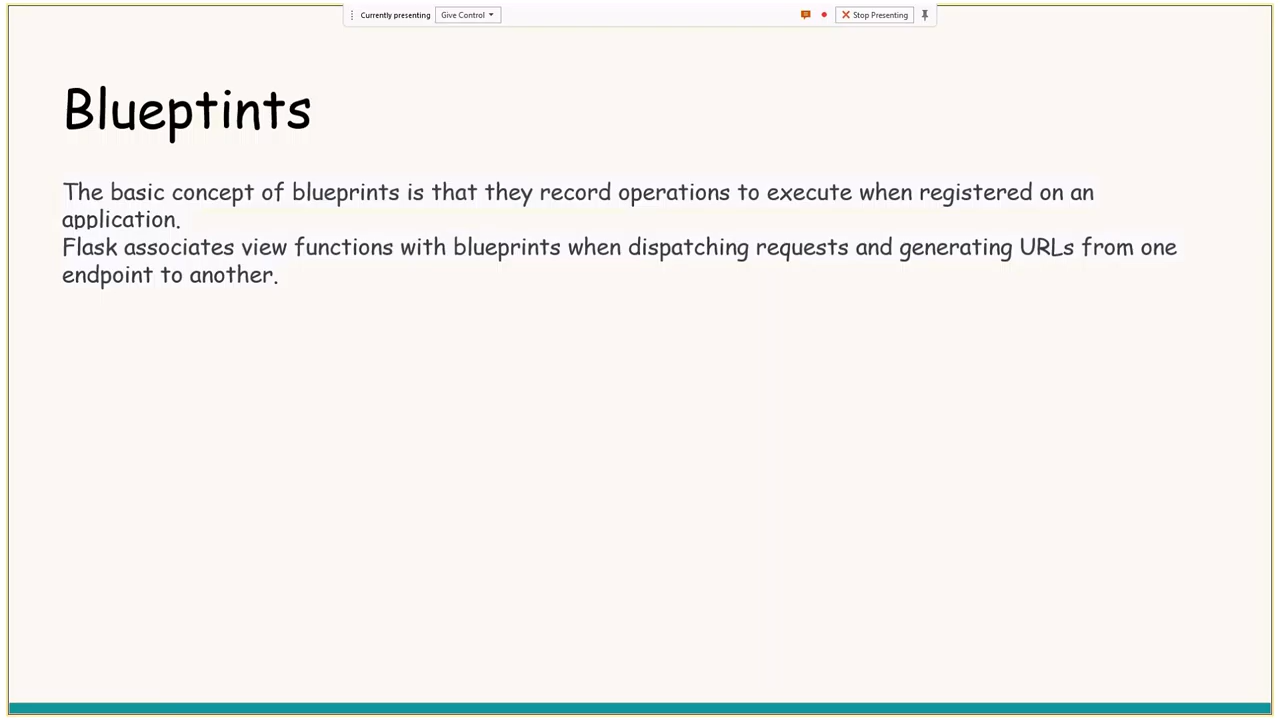 Currently presenting Give Control Stop Presenting
Blueptints
The basic concept of blueprints is that they record operations to execute when registered on an
application.
Flask associates view functions with blueprints when dispatching requests and generating URLs from one
endpoint to another.